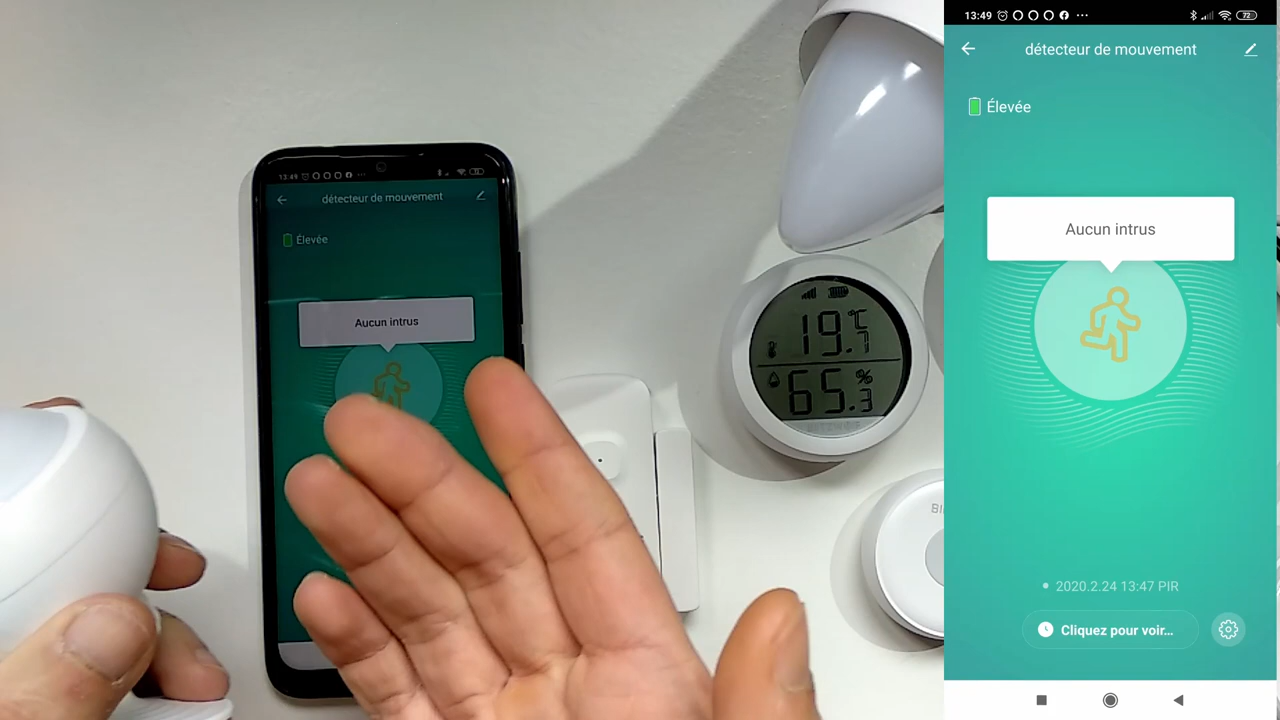 13:49
détecteur de mouvement
Élevée
Aucun intrus
19.7 °C
65.3 %
13:49 72
détecteur de mouvement
Élevée
Aucun intrus
2020.2.24 13:47 PIR
Cliquez pour voir...